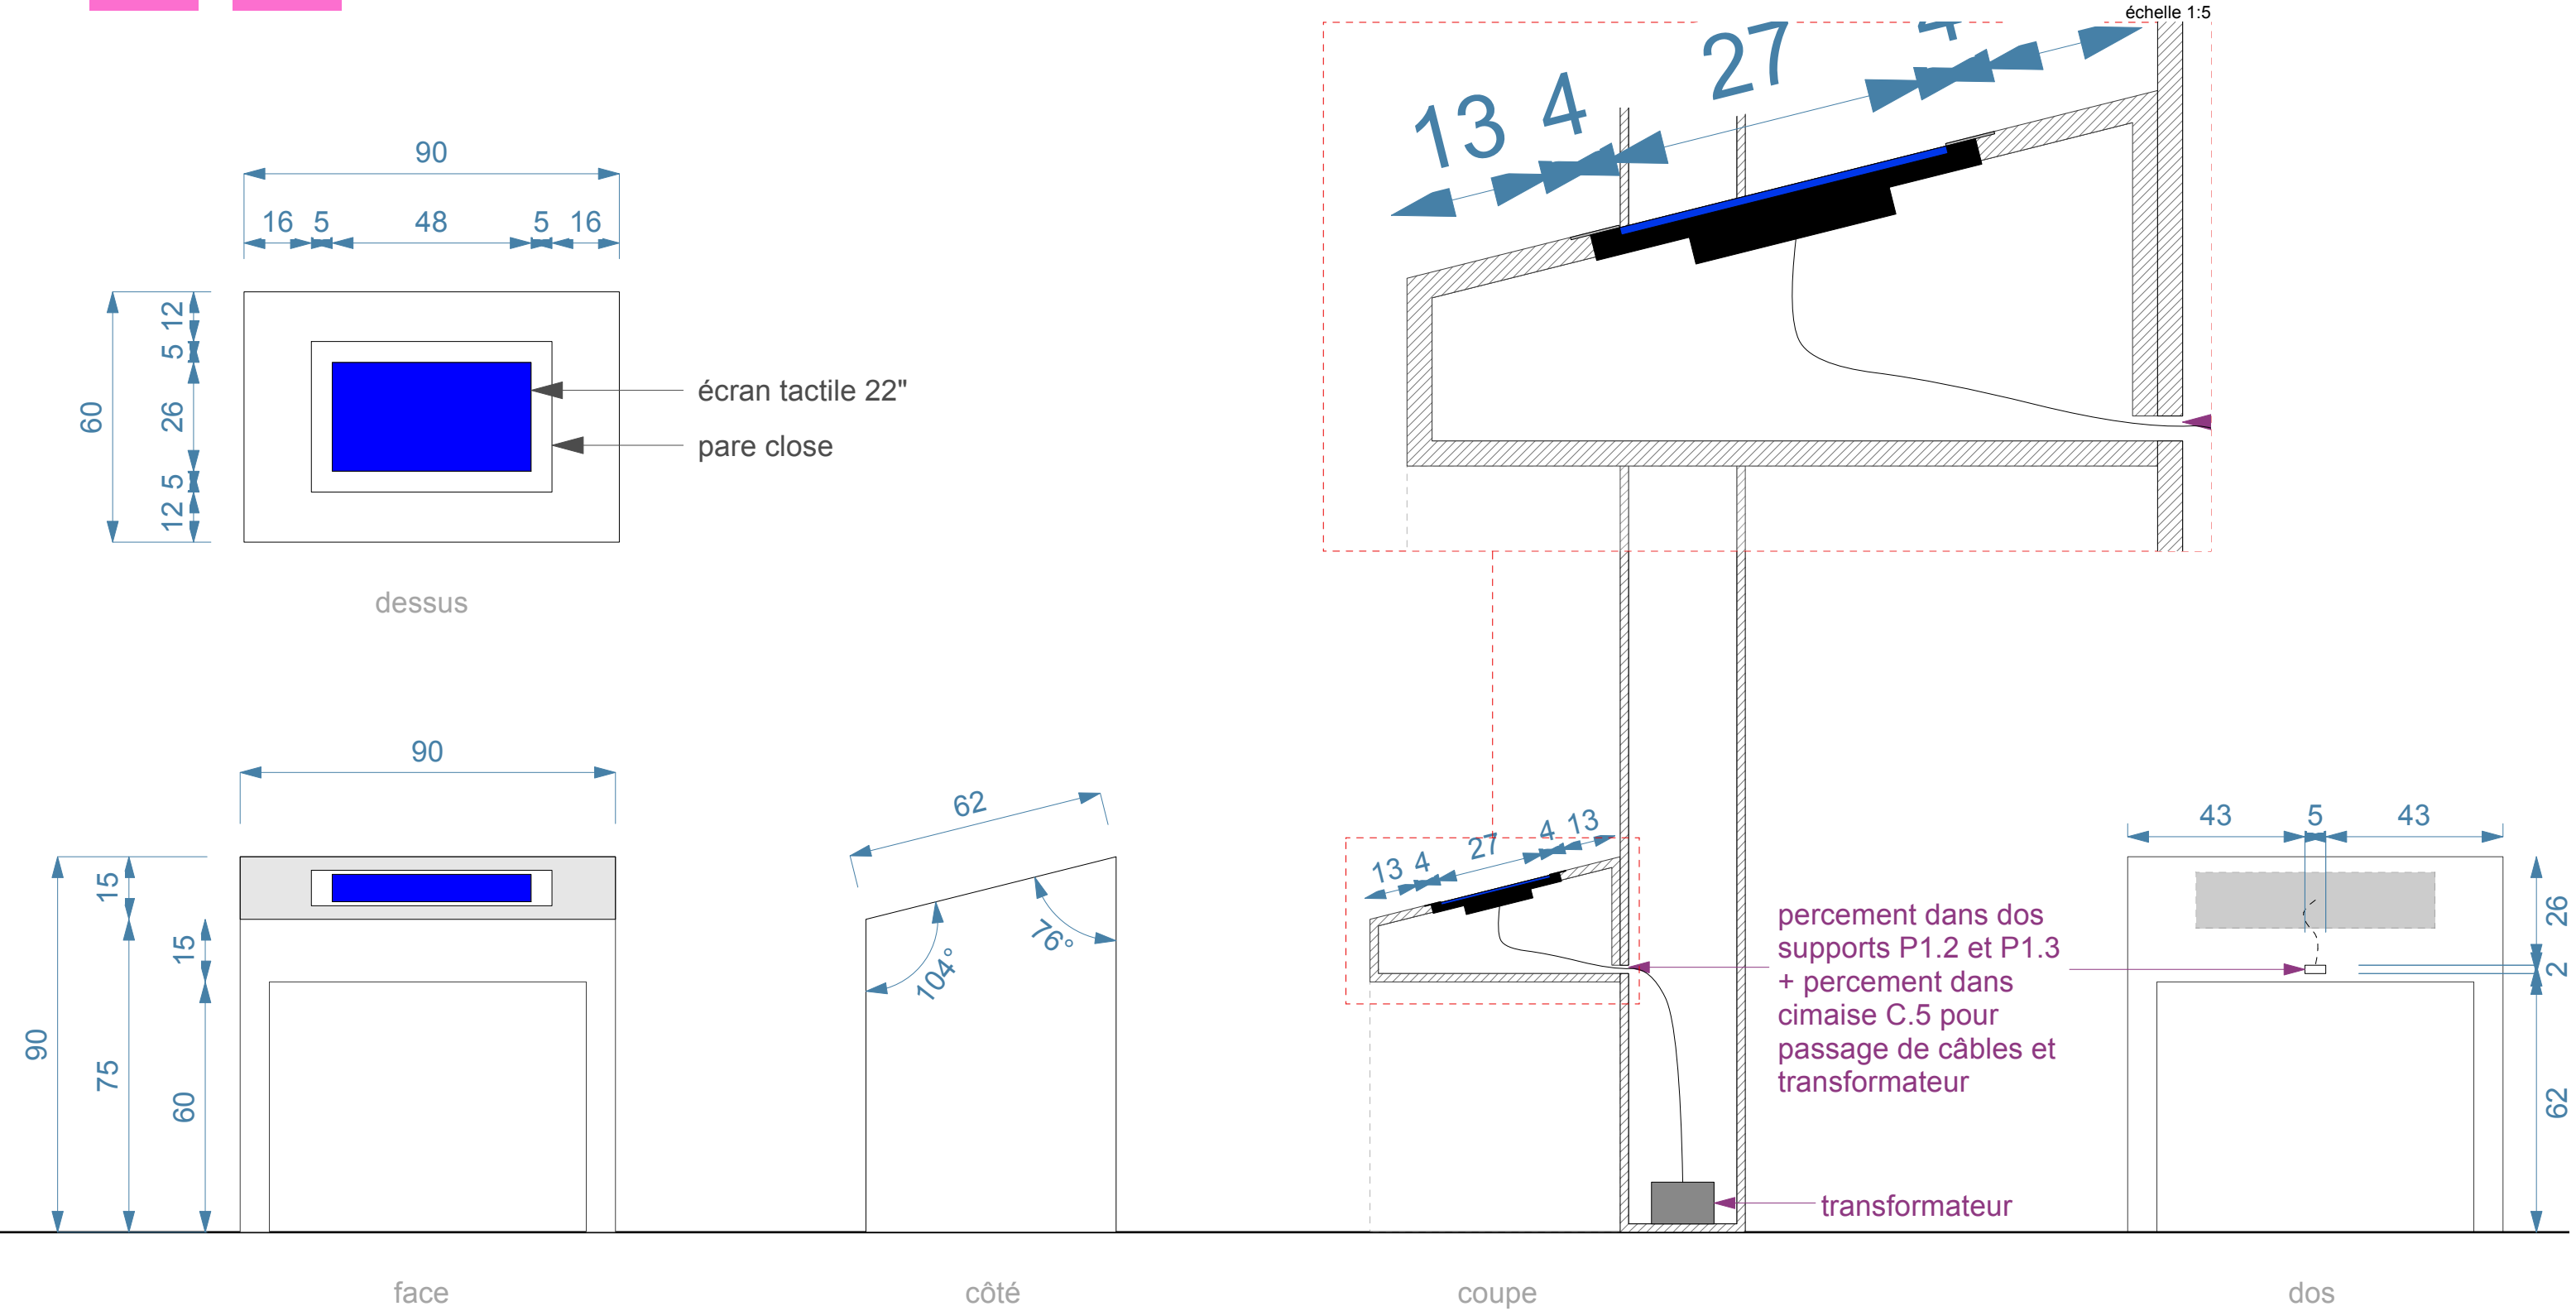 échelle 1:5
13 4 27 4
90
16 5 48 5 16
60
12
5
26
5
12
écran tactile 22"
pare close
dessus
90
15
15
90
75
60
face
62
104°
76°
côté
13 4 27 4 13
percement dans dos
supports P1.2 et P1.3
+ percement dans
cimaise C.5 pour
passage de câbles et
transformateur
transformateur
coupe
43 5 43
26
2
62
dos